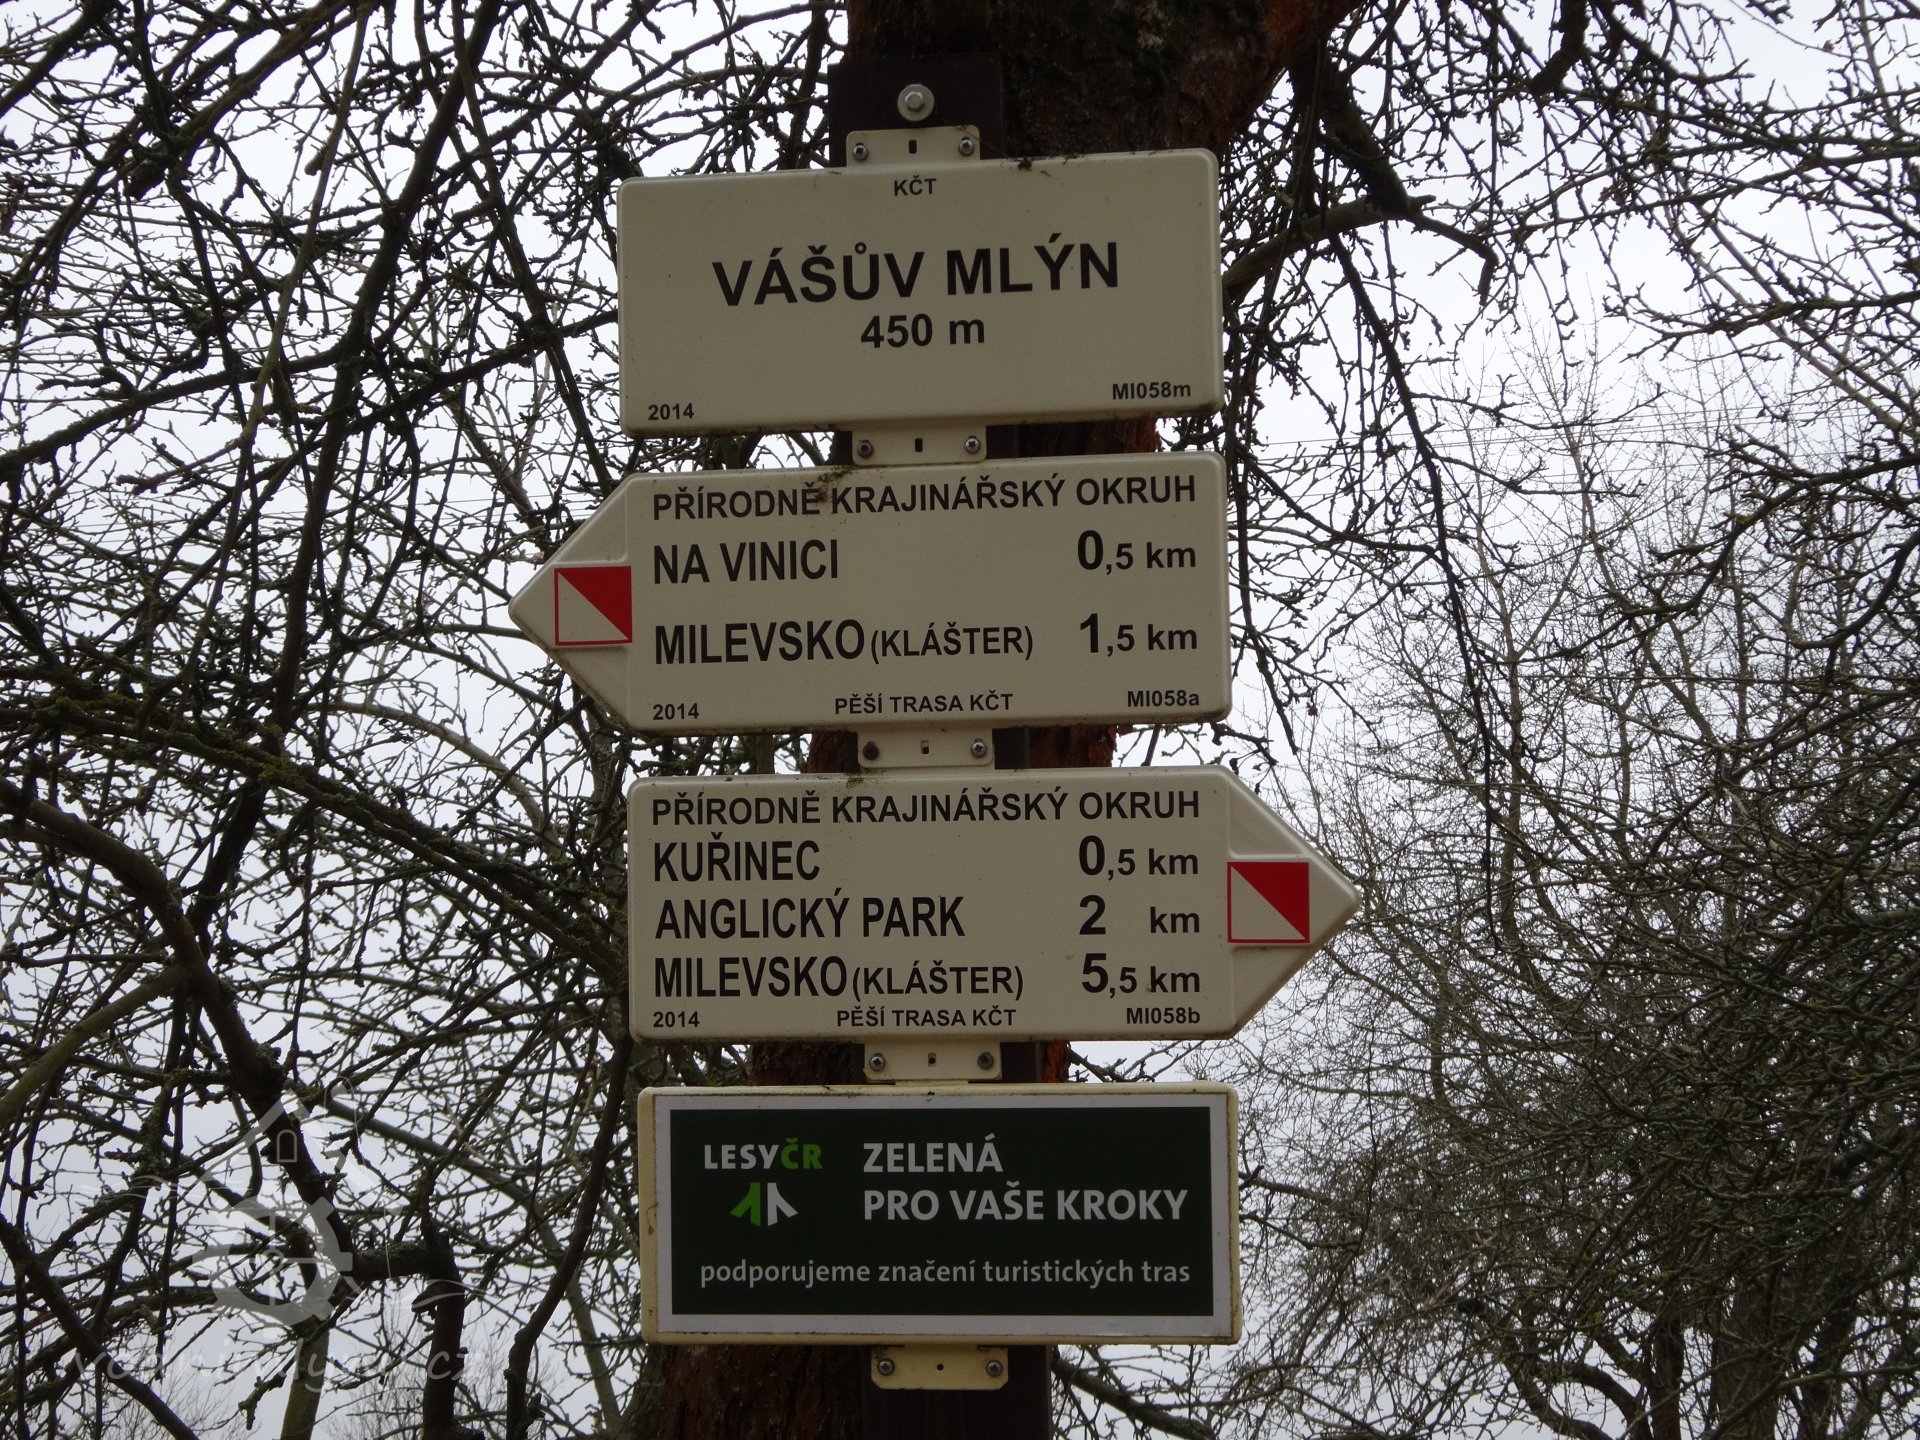 KČT
VÁŠŮV MLÝN
450 m
2014 MI058m
PŘÍRODNĚ KRAJINÁŘSKÝ OKRUH
NA VINICI 0,5 km
MILEVSKO (KLÁŠTER) 1,5 km
2014 PĚŠÍ TRASA KČT MI058a
PŘÍRODNĚ KRAJINÁŘSKÝ OKRUH
KUŘINEC 0,5 km
ANGLICKÝ PARK 2 km
MILEVSKO (KLÁŠTER) 5,5 km
2014 PĚŠÍ TRASA KČT MI058b
LESYČR ZELENÁ
PRO VAŠE KROKY
podporujeme značení turistických tras